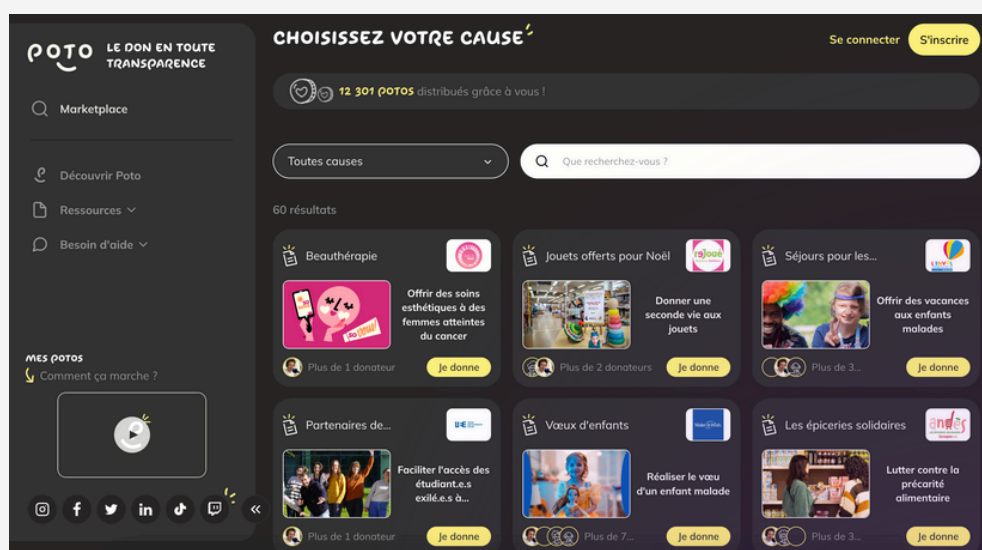 POTO
LE DON EN TOUTE
TRANSPARENCE
Marketplace
Découvrir Poto
Ressources
Besoin d'aide
MES POTOS
Comment ça marche ?
CHOISISSEZ VOTRE CAUSE
Se connecter
S'inscrire
12 301 POTOS distribués grâce à vous !
Toutes causes
Que recherchez-vous ?
60 résultats
Beauthérapie
Offrir des soins
esthétiques à des
femmes atteintes
du cancer
Plus de 1 donateur
Je donne
Jouets offerts pour Noël
rejoué
Donner une
seconde vie aux
jouets
Plus de 2 donateurs
Je donne
Séjours pour les...
Offrir des vacances
aux enfants
malades
Plus de 3...
Je donne
Partenaires de...
Faciliter l'accès des
étudiant.e.s
exilé.e.s à...
Plus de 1 donateur
Je donne
Vœux d'enfants
Make-A-Wish
Réaliser le vœu
d'un enfant malade
Plus de 7...
Je donne
Les épiceries solidaires
andes
Lutter contre la
précarité
alimentaire
Plus de 3...
Je donne